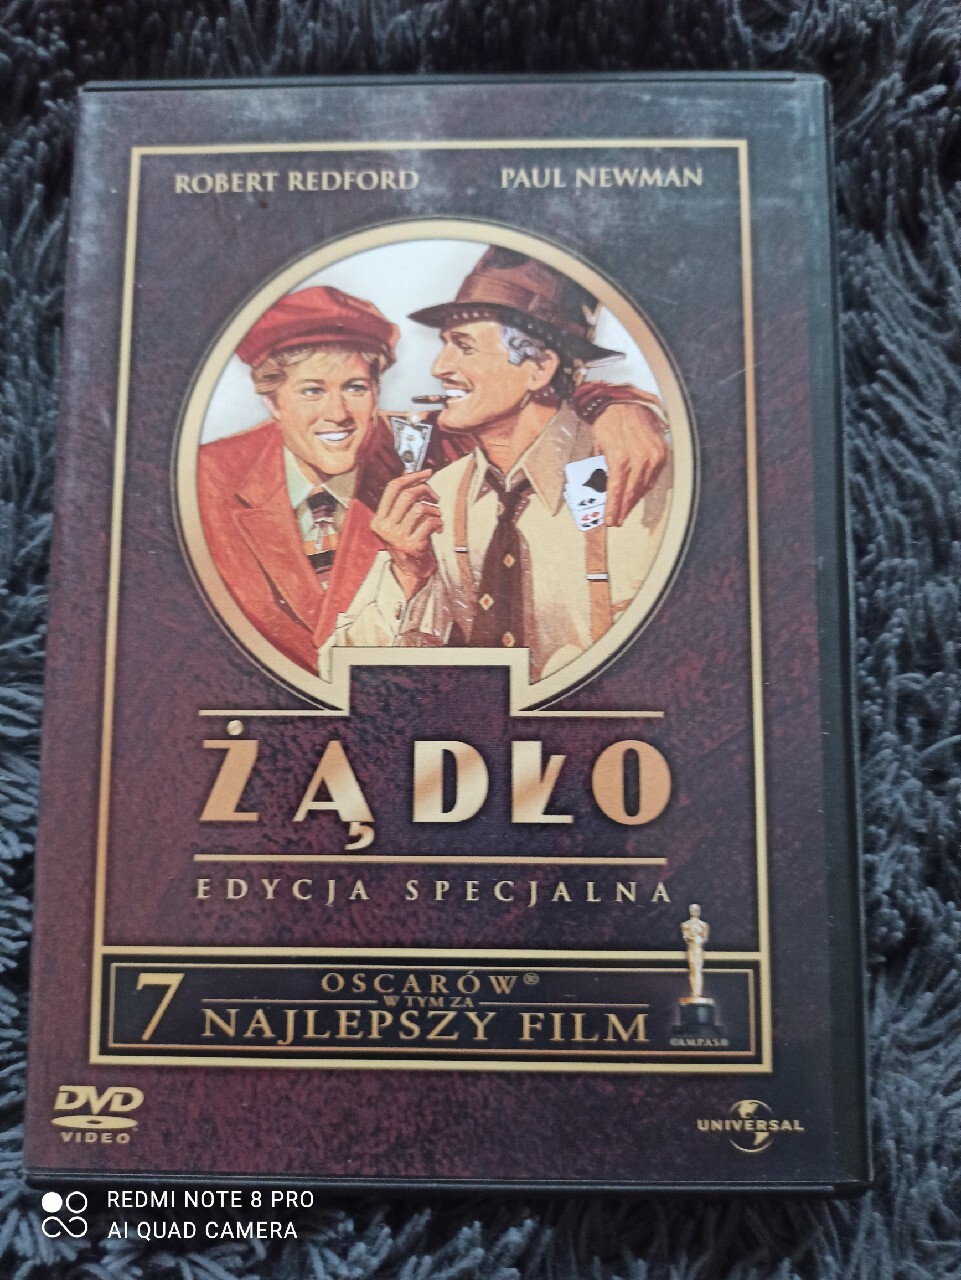 ROBERT REDFORD PAUL NEWMAN
ŻĄDŁO
EDYCJA SPECJALNA
7 OSCARÓW®
W TYM ZA
NAJLEPSZY FILM
©A.M.P.A.S.®
DVD
VIDEO
UNIVERSAL
REDMI NOTE 8 PRO
AI QUAD CAMERA